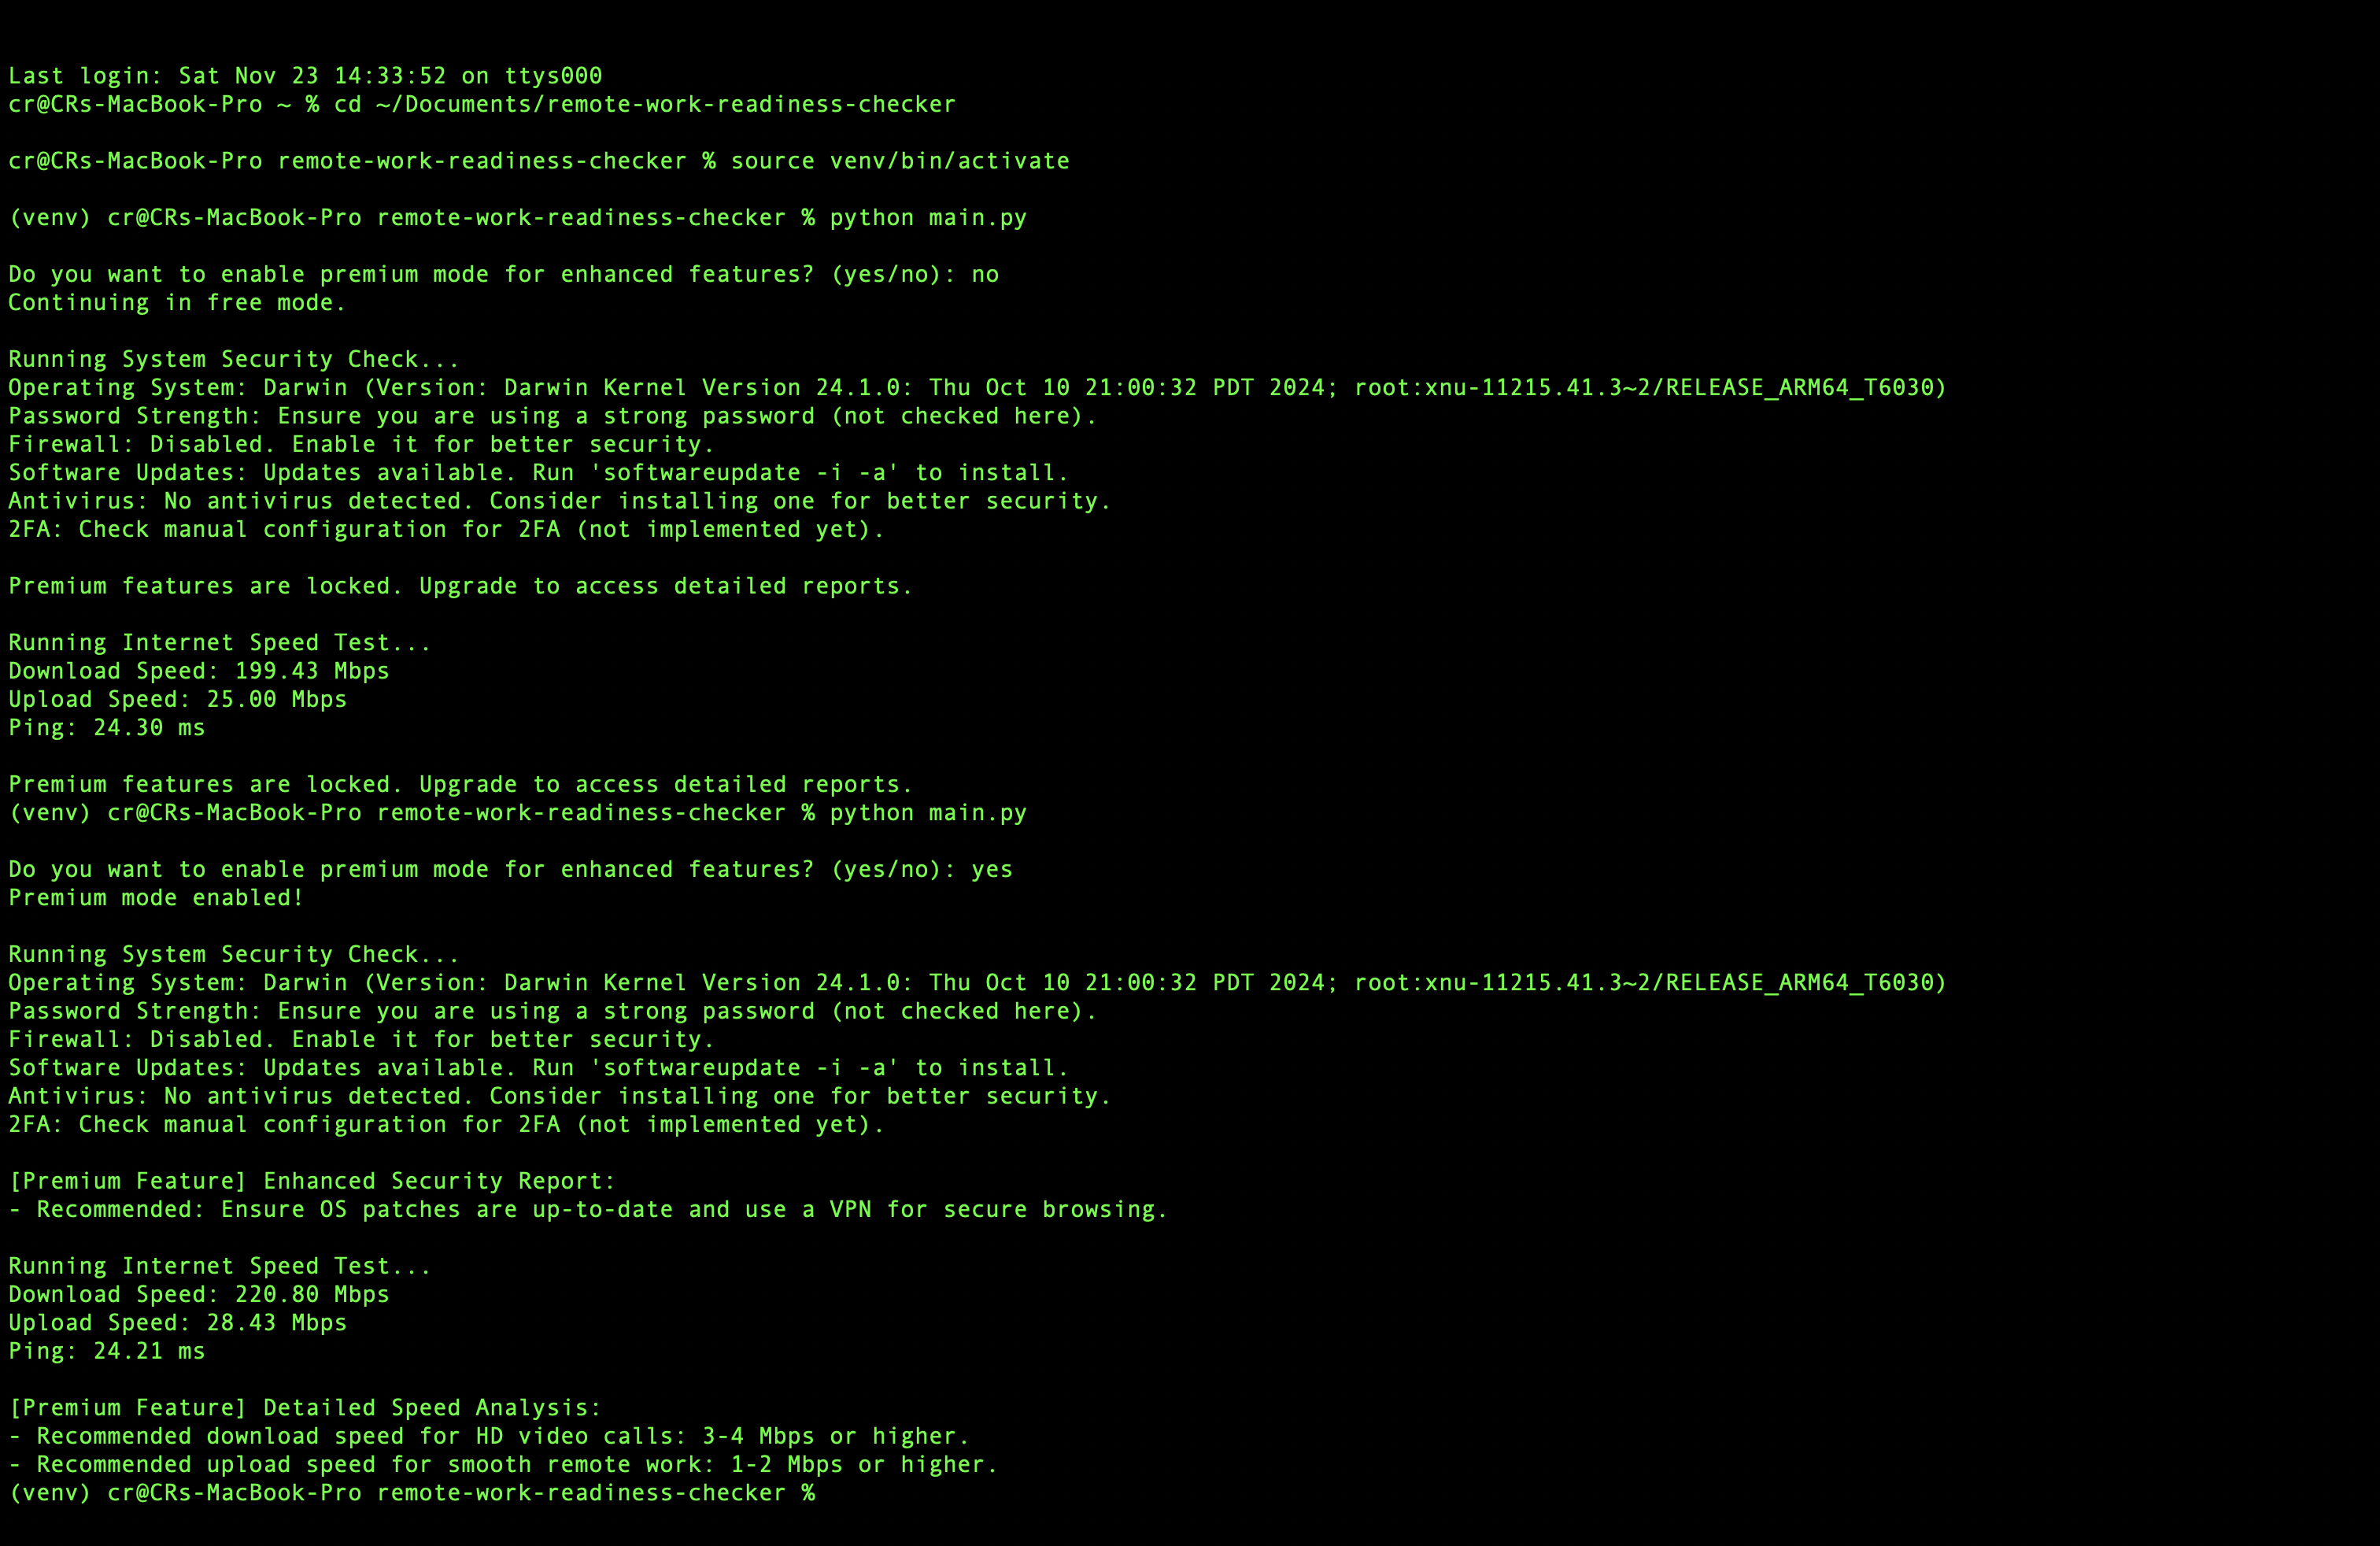 Last login: Sat Nov 23 14:33:52 on ttys000
cr@CRs-MacBook-Pro ~ % cd ~/Documents/remote-work-readiness-checker
cr@CRs-MacBook-Pro remote-work-readiness-checker % source venv/bin/activate
(venv) cr@CRs-MacBook-Pro remote-work-readiness-checker % python main.py
Do you want to enable premium mode for enhanced features? (yes/no): no
Continuing in free mode.
Running System Security Check...
Operating System: Darwin (Version: Darwin Kernel Version 24.1.0: Thu Oct 10 21:00:32 PDT 2024; root:xnu-11215.41.3~2/RELEASE_ARM64_T6030)
Password Strength: Ensure you are using a strong password (not checked here).
Firewall: Disabled. Enable it for better security.
Software Updates: Updates available. Run 'softwareupdate -i -a' to install.
Antivirus: No antivirus detected. Consider installing one for better security.
2FA: Check manual configuration for 2FA (not implemented yet).
Premium features are locked. Upgrade to access detailed reports.
Running Internet Speed Test...
Download Speed: 199.43 Mbps
Upload Speed: 25.00 Mbps
Ping: 24.30 ms
Premium features are locked. Upgrade to access detailed reports.
(venv) cr@CRs-MacBook-Pro remote-work-readiness-checker % python main.py
Do you want to enable premium mode for enhanced features? (yes/no): yes
Premium mode enabled!
Running System Security Check...
Operating System: Darwin (Version: Darwin Kernel Version 24.1.0: Thu Oct 10 21:00:32 PDT 2024; root:xnu-11215.41.3~2/RELEASE_ARM64_T6030)
Password Strength: Ensure you are using a strong password (not checked here).
Firewall: Disabled. Enable it for better security.
Software Updates: Updates available. Run 'softwareupdate -i -a' to install.
Antivirus: No antivirus detected. Consider installing one for better security.
2FA: Check manual configuration for 2FA (not implemented yet).
[Premium Feature] Enhanced Security Report:
- Recommended: Ensure OS patches are up-to-date and use a VPN for secure browsing.
Running Internet Speed Test...
Download Speed: 220.80 Mbps
Upload Speed: 28.43 Mbps
Ping: 24.21 ms
[Premium Feature] Detailed Speed Analysis:
- Recommended download speed for HD video calls: 3-4 Mbps or higher.
- Recommended upload speed for smooth remote work: 1-2 Mbps or higher.
(venv) cr@CRs-MacBook-Pro remote-work-readiness-checker %